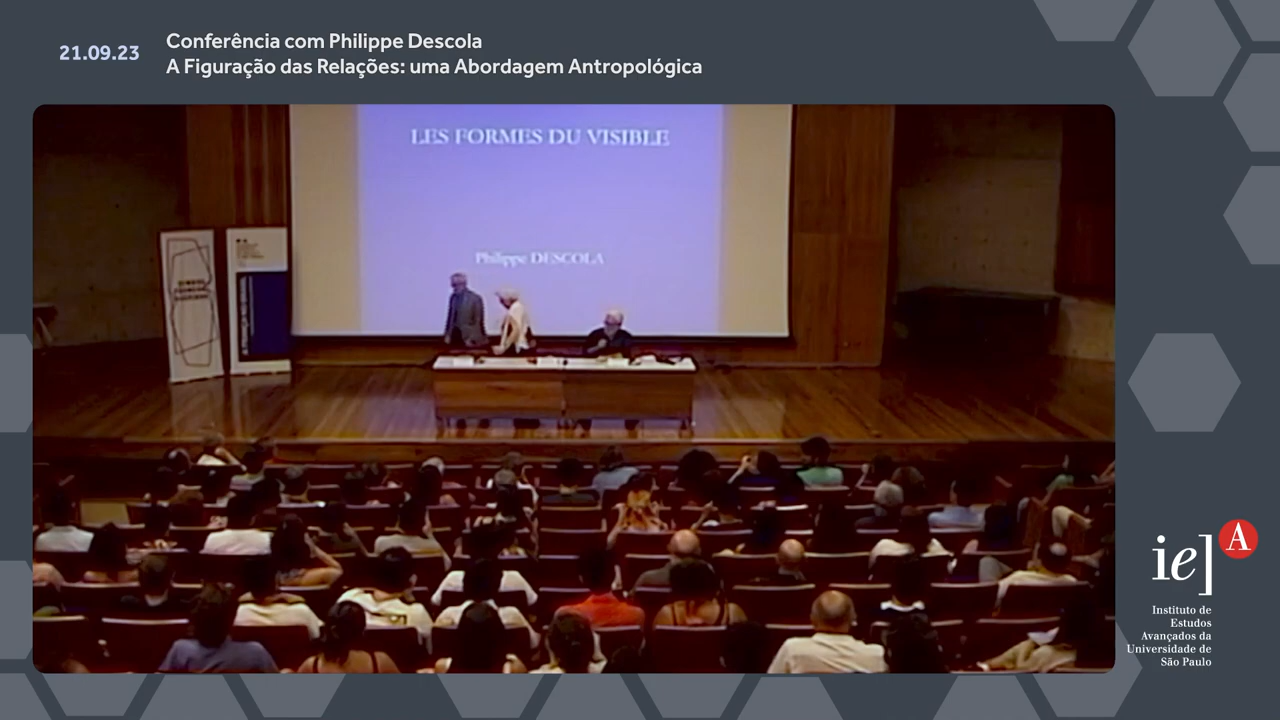 21.09.23
Conferência com Philippe Descola
A Figuração das Relações: uma Abordagem Antropológica
LES FORMES DU VISIBLE
Philippe DESCOLA
ie]A
Instituto de
Estudos
Avançados da
Universidade de
São Paulo